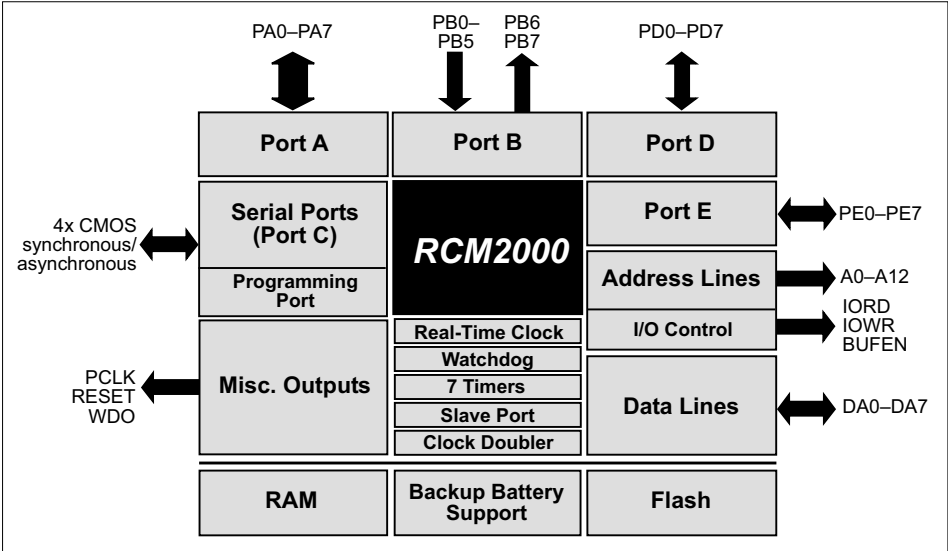 PA0–PA7
PB0–
PB5
PB6
PB7
PD0–PD7
Port A
Port B
Port D
4x CMOS
synchronous/
asynchronous
Serial Ports
(Port C)
Programming
Port
RCM2000
Port E
PE0–PE7
Address Lines
A0–A12
I/O Control
IORD
IOWR
BUFEN
PCLK
RESET
WDO
Misc. Outputs
Real-Time Clock
Watchdog
7 Timers
Slave Port
Clock Doubler
Data Lines
DA0–DA7
RAM
Backup Battery
Support
Flash